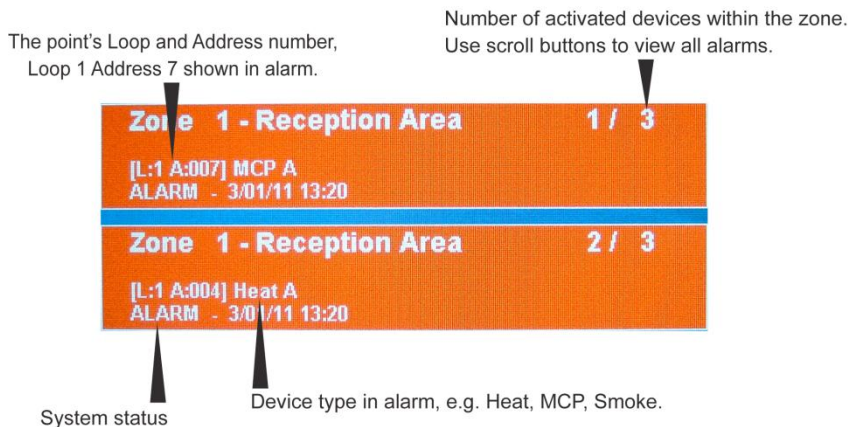 Number of activated devices within the zone.
Use scroll buttons to view all alarms.
The point's Loop and Address number,
Loop 1 Address 7 shown in alarm.
Zone 1 - Reception Area 1 / 3
[L:1 A:007] MCP A
ALARM - 3/01/11 13:20
Zone 1 - Reception Area 2 / 3
[L:1 A:004] Heat A
ALARM - 3/01/11 13:20
Device type in alarm, e.g. Heat, MCP, Smoke.
System status